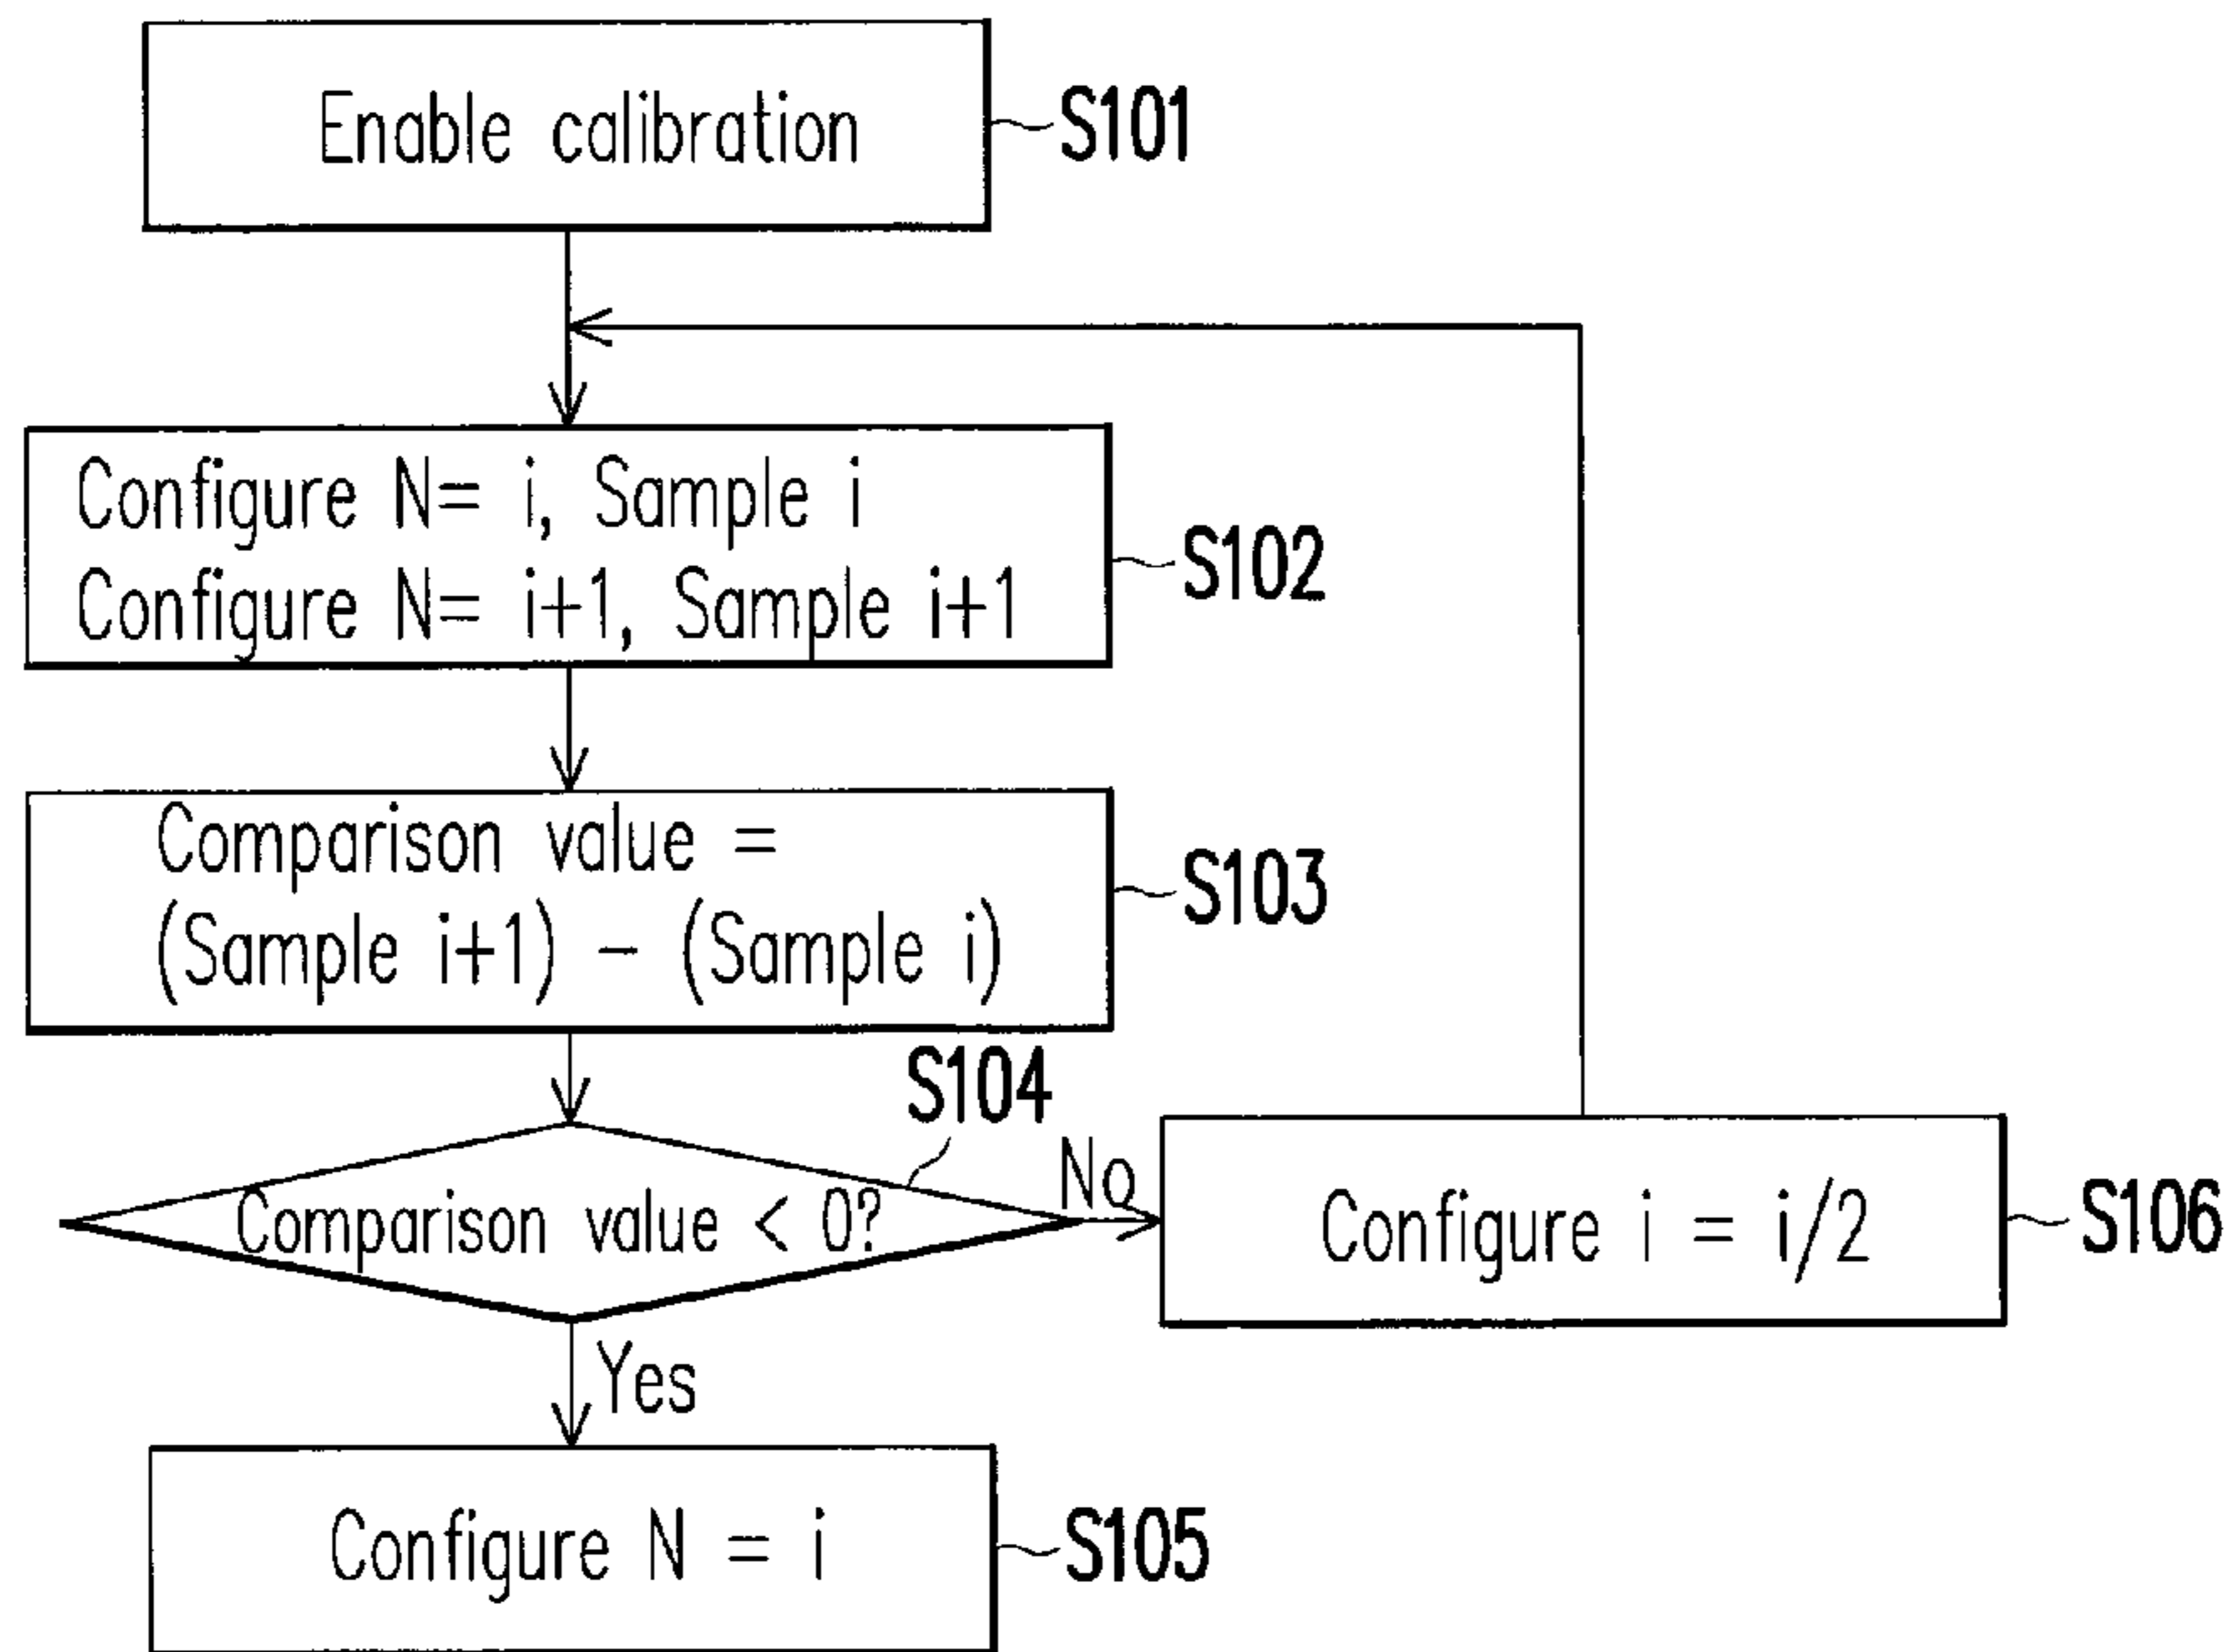 Enable calibration
S101
Configure N= i, Sample i
Configure N= i+1, Sample i+1
S102
Comparison value =
(Sample i+1) - (Sample i)
S103
S104
Comparison value < 0?
No
Configure i = i/2
S106
Yes
Configure N = i
S105